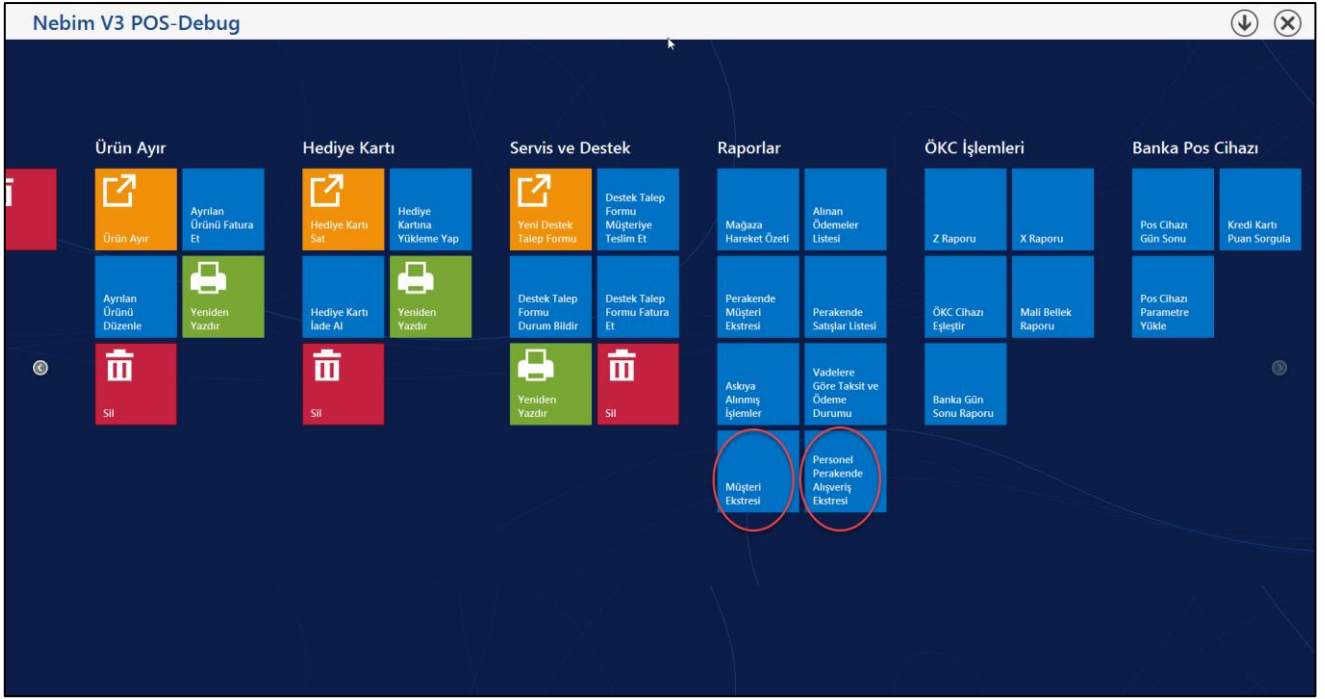 Nebim V3 POS-Debug
Ürün Ayır
Ürün Ayır
Ayrılan
Ürünü Fatura
Et
Ayrılan
Ürünü
Düzenle
Yeniden
Yazdır
Sil
Hediye Kartı
Hediye Kartı
Sat
Hediye
Kartına
Yükleme Yap
Hediye Kartı
İade Al
Yeniden
Yazdır
Sil
Servis ve Destek
Yeni Destek
Talep Formu
Destek Talep
Formu
Müşteriye
Teslim Et
Destek Talep
Formu
Durum Bildir
Destek Talep
Formu Fatura
Et
Yeniden
Yazdır
Sil
Raporlar
Mağaza
Hareket Özeti
Alınan
Ödemeler
Listesi
Perakende
Müşteri
Ekstresi
Perakende
Satışlar Listesi
Askıya
Alınmış
İşlemler
Vadelere
Göre Taksit ve
Ödeme
Durumu
Müşteri
Ekstresi
Personel
Perakende
Alışveriş
Ekstresi
ÖKC İşlemleri
Z Raporu
X Raporu
ÖKC Cihazı
Eşleştir
Mali Bellek
Raporu
Banka Gün
Sonu Raporu
Banka Pos Cihazı
Pos Cihazı
Gün Sonu
Kredi Kartı
Puan Sorgula
Pos Cihazı
Parametre
Yükle